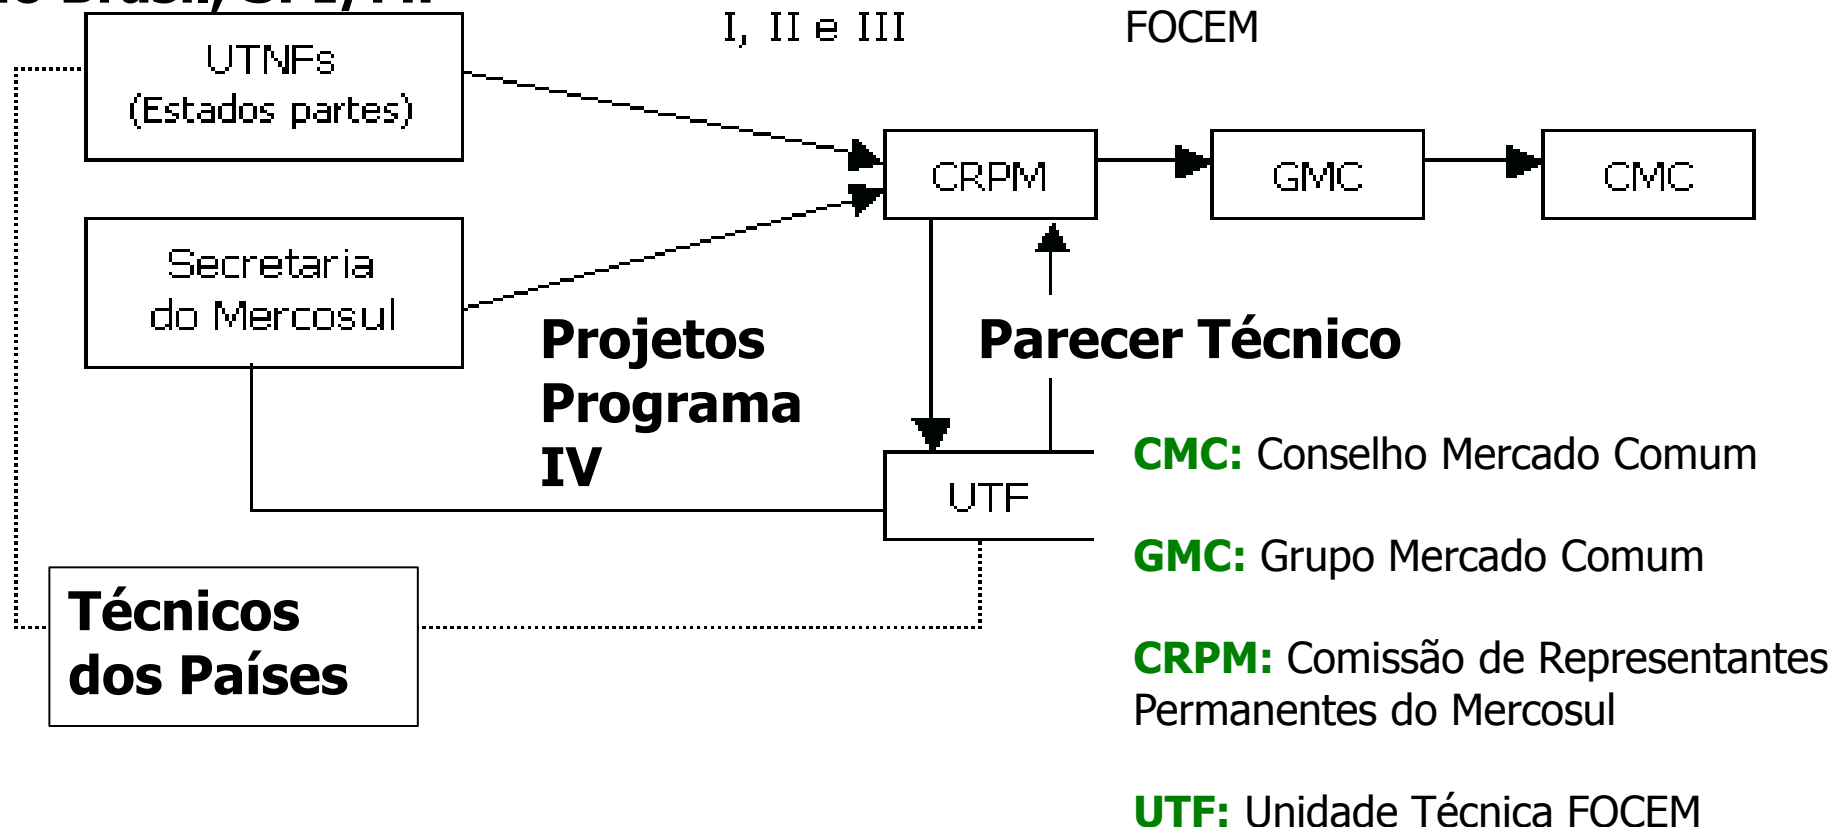 I, II e III
FOCEM
UTNFs
(Estados partes)
CRPM
GMC
CMC
Secretaria
do Mercosul
Projetos
Programa
IV
Parecer Técnico
UTF
CMC: Conselho Mercado Comum
GMC: Grupo Mercado Comum
Técnicos
dos Países
CRPM: Comissão de Representantes
Permanentes do Mercosul
UTF: Unidade Técnica FOCEM